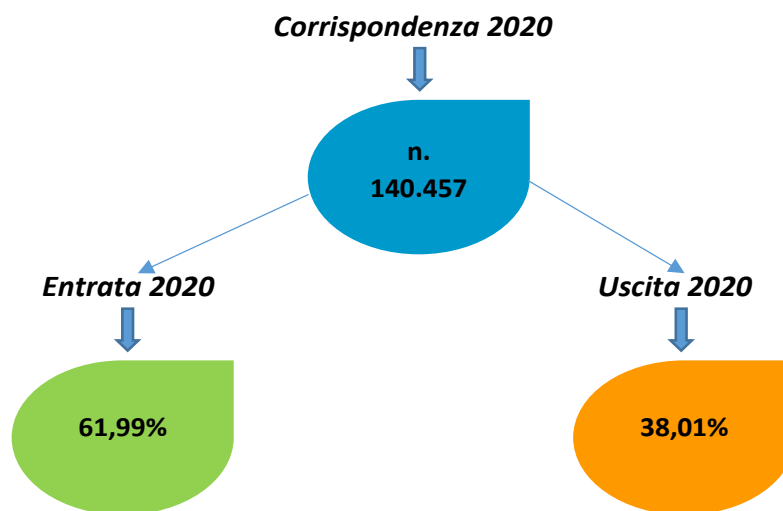 Corrispondenza 2020
n.
140.457
Entrata 2020
Uscita 2020
61,99%
38,01%